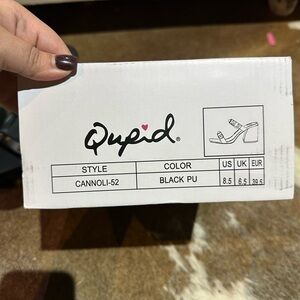 Qupid®
STYLE COLOR US UK EUR
CANNOLI-52 BLACK PU 8.5 6.5 39.5